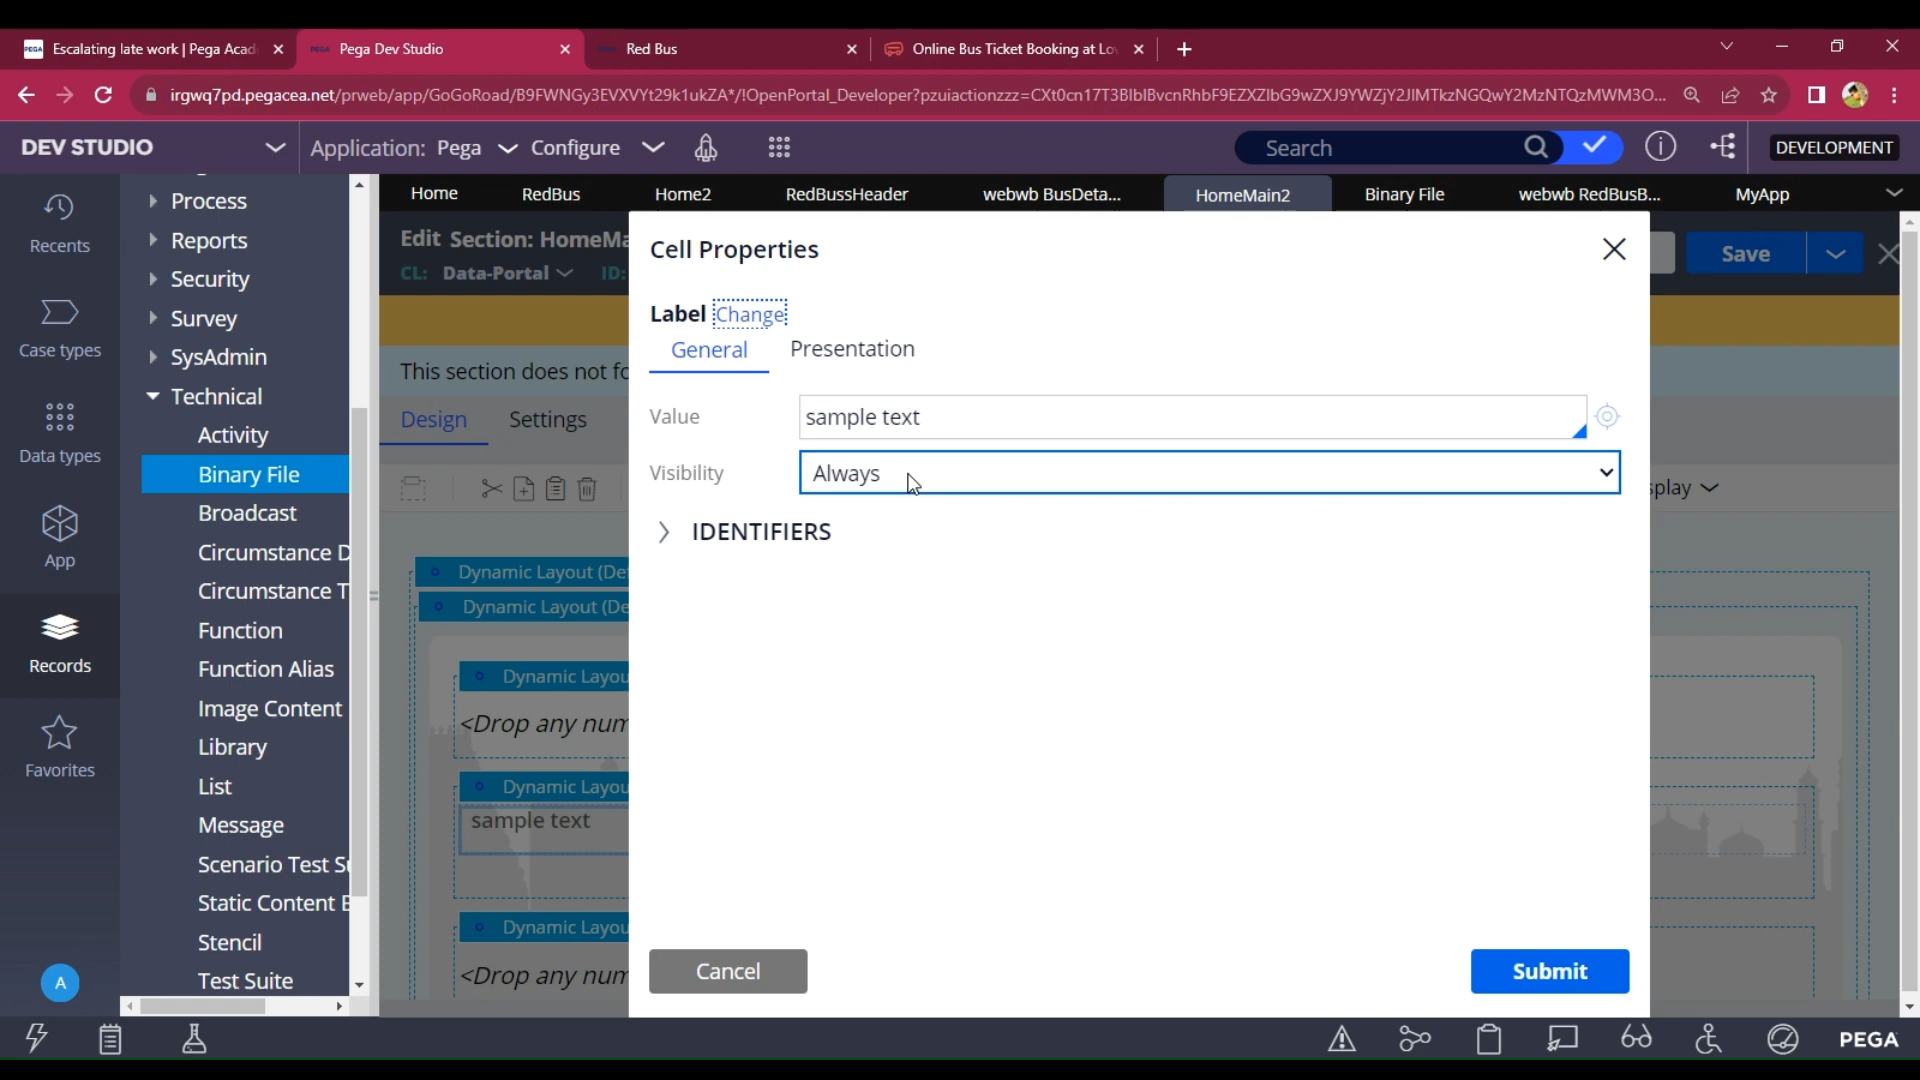 Escalating late work | Pega Acad
Pega Dev Studio
Red Bus
Online Bus Ticket Booking at Lo
irgwq7pd.pegacea.net/prweb/app/GoGoRoad/
DEV STUDIO
Application: Pega
Configure
Search
DEVELOPMENT
Recents
Case types
Data types
App
Records
Favorites
A
Process
Reports
Security
Survey
SysAdmin
Technical
Activity
Binary File
Broadcast
Circumstance D
Circumstance T
Function
Function Alias
Image Content
Library
List
Message
Scenario Test Su
Static Content B
Stencil
Test Suite
Home
RedBus
Home2
RedBussHeader
webwb BusDeta...
HomeMain2
Binary File
webwb RedBusB...
MyApp
Edit Section: HomeMa
CL: Data-Portal ID:
Save
This section does not fo
Design
Settings
splay
Dynamic Layout (Def
Dynamic Layout (De
Dynamic Layou
<Drop any num
Dynamic Layou
sample text
Dynamic Layou
<Drop any num
Cell Properties
Label Change
General
Presentation
Value
sample text
Visibility
Always
IDENTIFIERS
Cancel
Submit
PEGA